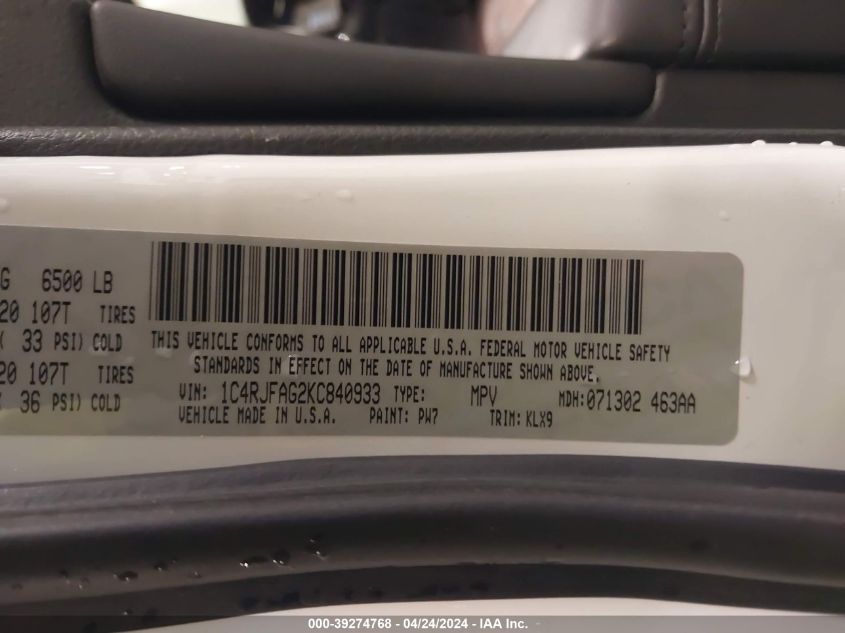 G 6500 LB
20 107T TIRES
( 33 PSI) COLD
20 107T TIRES
36 PSI) COLD
THIS VEHICLE CONFORMS TO ALL APPLICABLE U.S.A. FEDERAL MOTOR VEHICLE SAFETY
STANDARDS IN EFFECT ON THE DATE OF MANUFACTURE SHOWN ABOVE.
VIN: 1C4RJFAG2KC840933 TYPE: MPV MDH: 071302 463AA
VEHICLE MADE IN U.S.A. PAINT: PW7 TRIM: KLX9
000-39274768 - 04/24/2024 - IAA Inc.